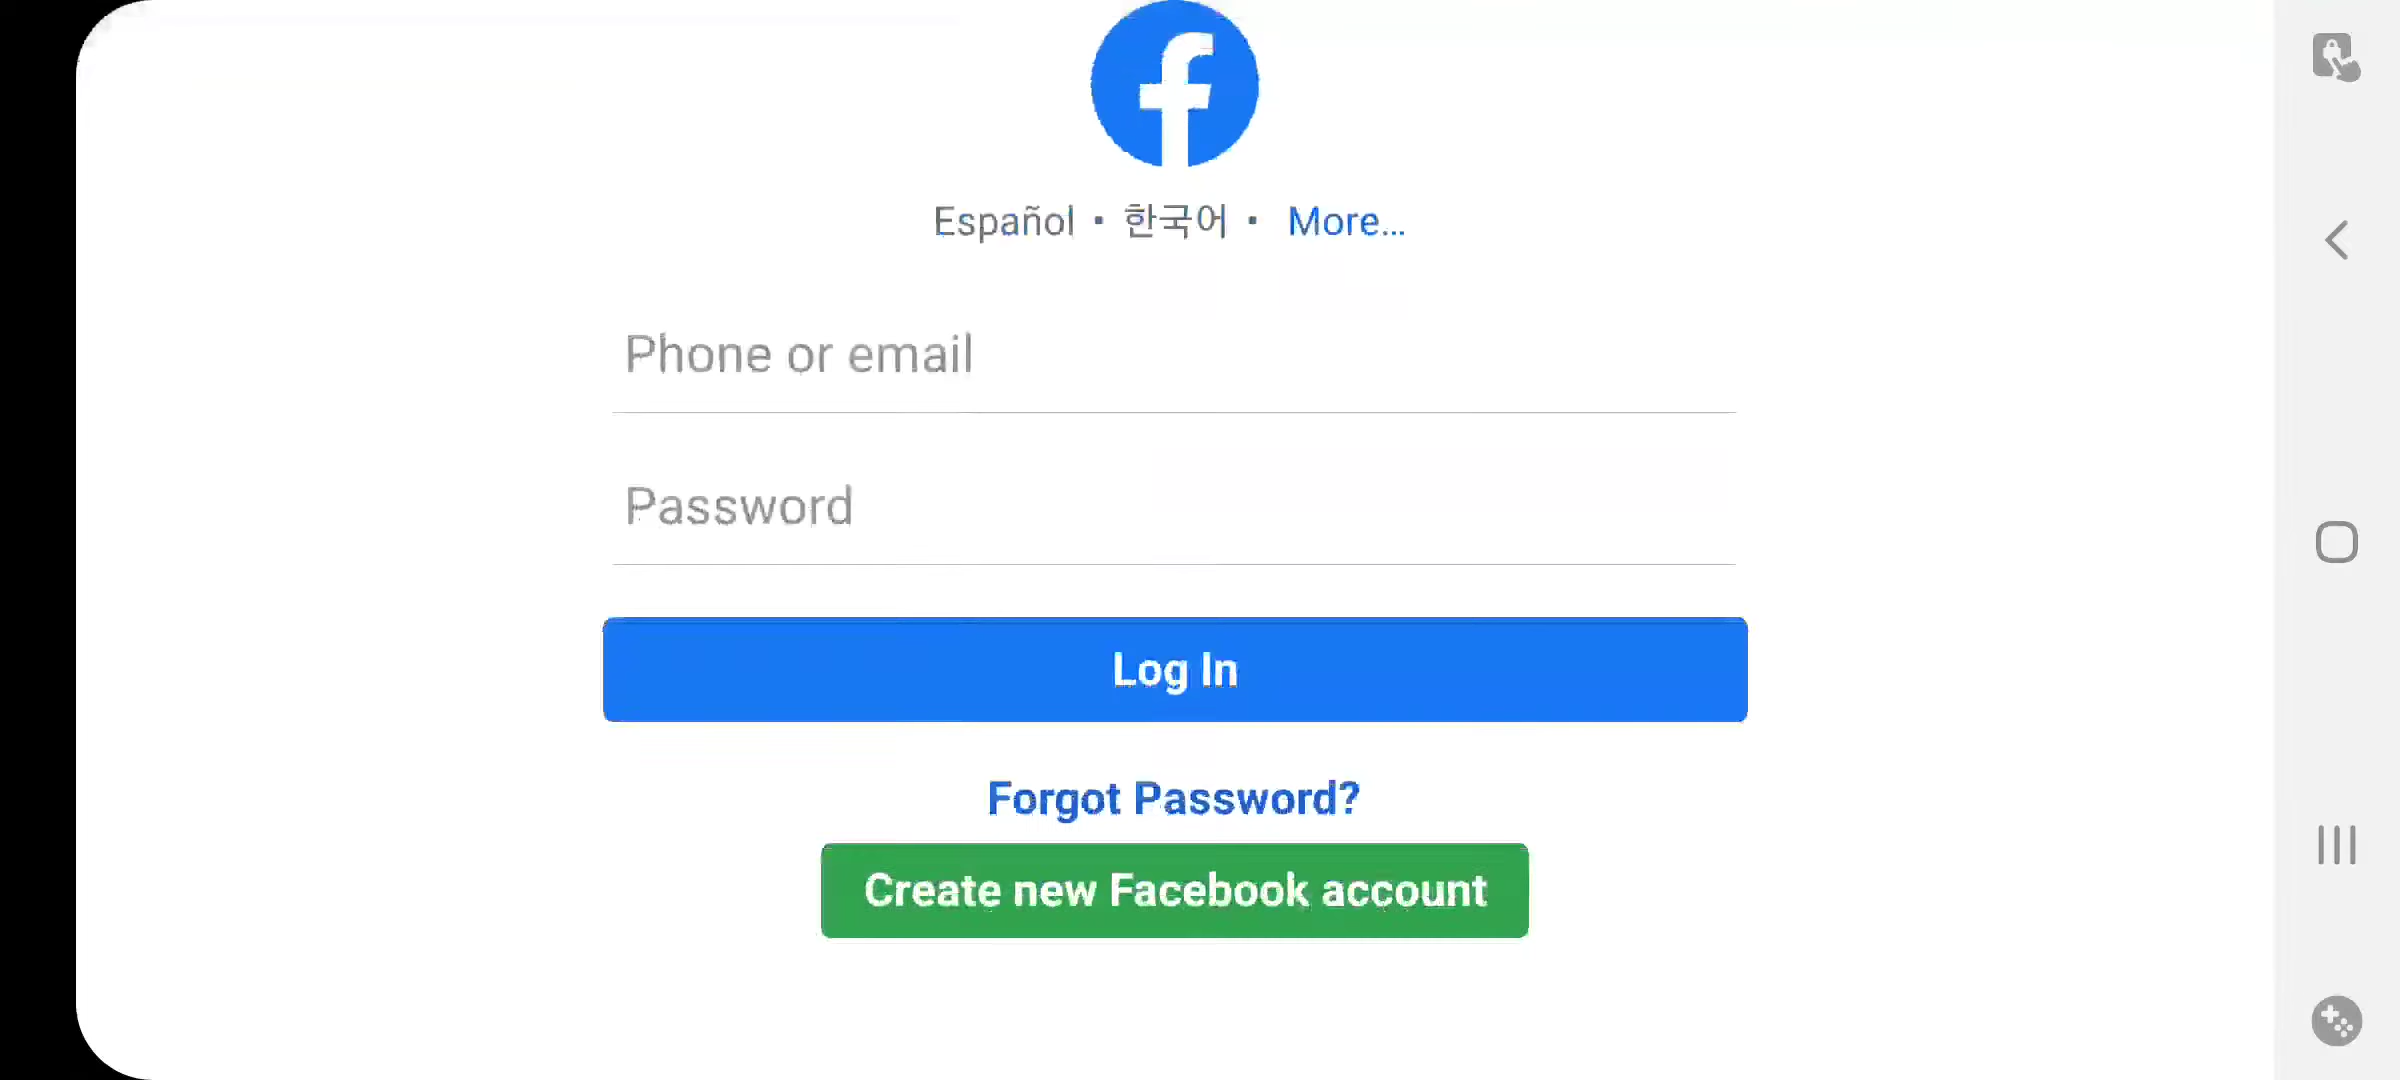 Español · 한국어 · More...
Phone or email
Password
Log In
Forgot Password?
Create new Facebook account